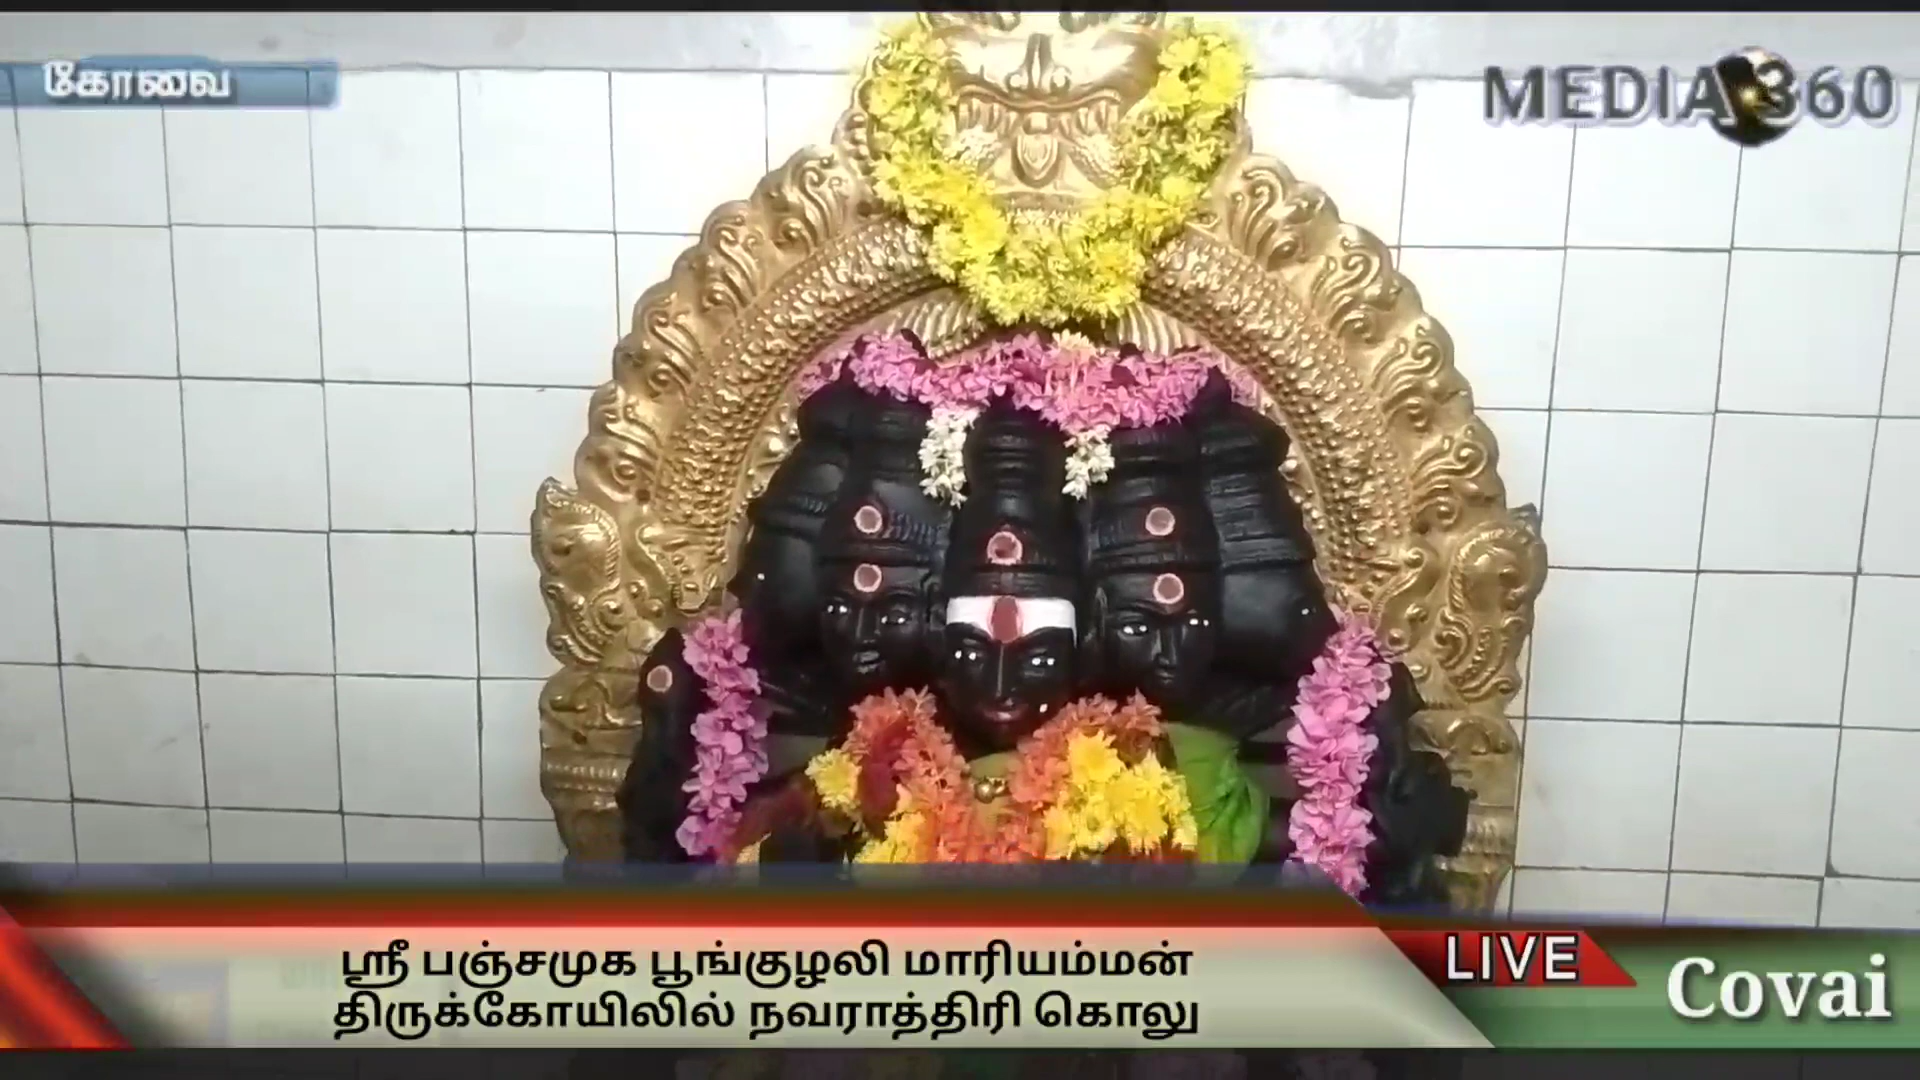 கோவை
MEDIA 360
ஸ்ரீ பஞ்சமுக பூங்குழலி மாரியம்மன்
திருக்கோயிலில் நவராத்திரி கொலு
LIVE
Covai